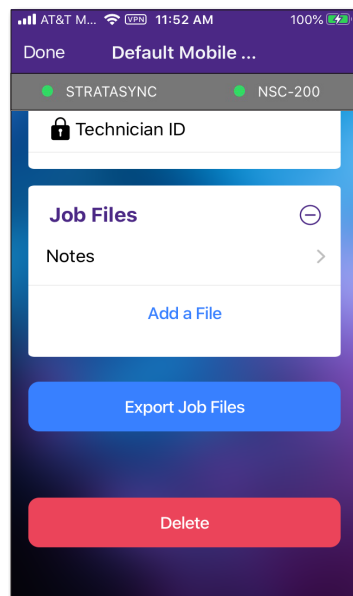 AT&T M... VPN 11:52 AM 100%
Done Default Mobile ...
STRATASYNC NSC-200
Technician ID
Job Files
Notes
Add a File
Export Job Files
Delete